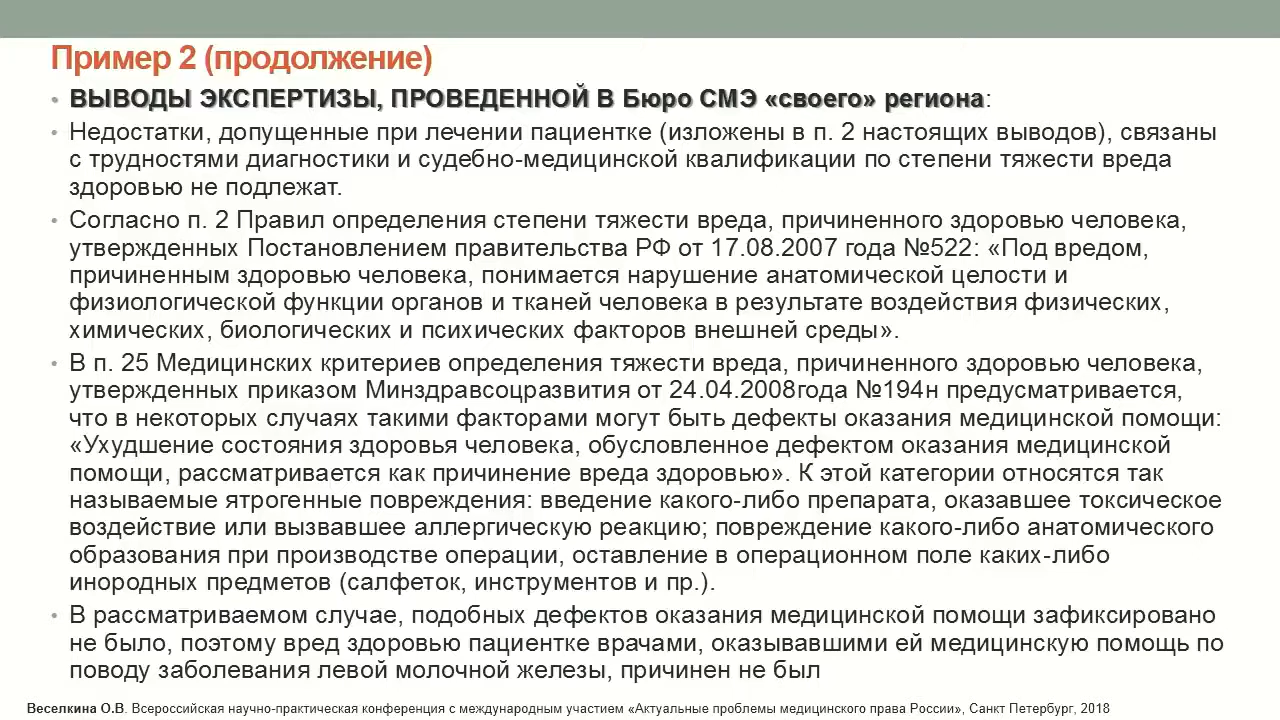 Пример 2 (продолжение)
• ВЫВОДЫ ЭКСПЕРТИЗЫ, ПРОВЕДЕННОЙ В Бюро СМЭ «своего» региона:
• Недостатки, допущенные при лечении пациентке (изложены в п. 2 настоящих выводов), связаны
с трудностями диагностики и судебно-медицинской квалификации по степени тяжести вреда
здоровью не подлежат.
• Согласно п. 2 Правил определения степени тяжести вреда, причиненного здоровью человека,
утвержденных Постановлением правительства РФ от 17.08.2007 года №522: «Под вредом,
причиненным здоровью человека, понимается нарушение анатомической целости и
физиологической функции органов и тканей человека в результате воздействия физических,
химических, биологических и психических факторов внешней среды».
• В п. 25 Медицинских критериев определения тяжести вреда, причиненного здоровью человека,
утвержденных приказом Минздравсоцразвития от 24.04.2008года №194н предусматривается,
что в некоторых случаях такими факторами могут быть дефекты оказания медицинской помощи:
«Ухудшение состояния здоровья человека, обусловленное дефектом оказания медицинской
помощи, рассматривается как причинение вреда здоровью». К этой категории относятся так
называемые ятрогенные повреждения: введение какого-либо препарата, оказавшее токсическое
воздействие или вызвавшее аллергическую реакцию; повреждение какого-либо анатомического
образования при производстве операции, оставление в операционном поле каких-либо
инородных предметов (салфеток, инструментов и пр.).
• В рассматриваемом случае, подобных дефектов оказания медицинской помощи зафиксировано
не было, поэтому вред здоровью пациентке врачами, оказывавшими ей медицинскую помощь по
поводу заболевания левой молочной железы, причинен не был
Веселкина О.В. Всероссийская научно-практическая конференция с международным участием «Актуальные проблемы медицинского права России», Санкт Петербург, 2018